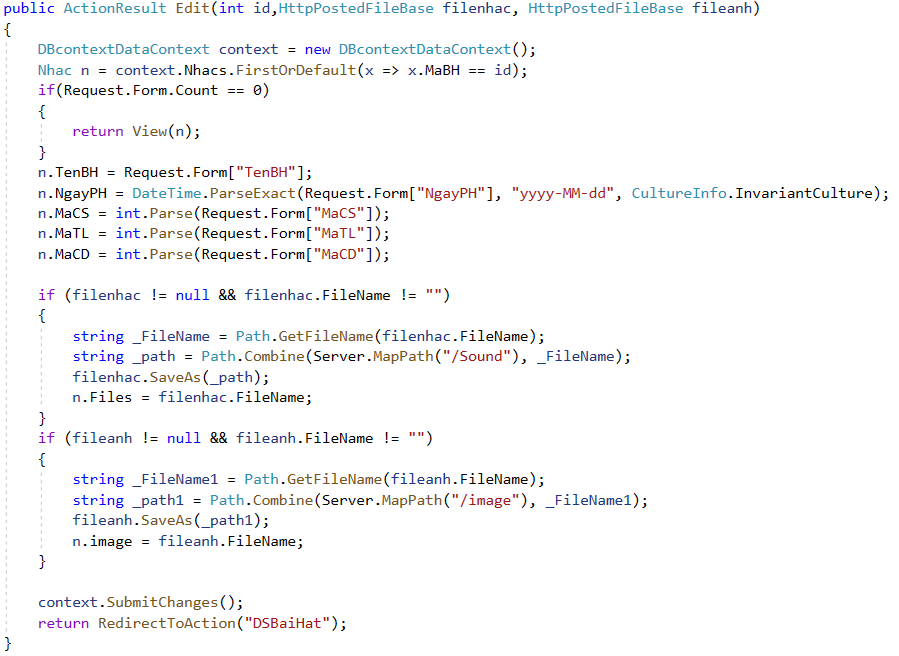 public ActionResult Edit(int id,HttpPostedFileBase filenhac, HttpPostedFileBase fileanh)
{
    DBcontextDataContext context = new DBcontextDataContext();
    Nhac n = context.Nhacs.FirstOrDefault(x => x.MaBH == id);
    if(Request.Form.Count == 0)
    {
        return View(n);
    }
    n.TenBH = Request.Form["TenBH"];
    n.NgayPH = DateTime.ParseExact(Request.Form["NgayPH"], "yyyy-MM-dd", CultureInfo.InvariantCulture);
    n.MaCS = int.Parse(Request.Form["MaCS"]);
    n.MaTL = int.Parse(Request.Form["MaTL"]);
    n.MaCD = int.Parse(Request.Form["MaCD"]);

    if (filenhac != null && filenhac.FileName != "")
    {
        string _FileName = Path.GetFileName(filenhac.FileName);
        string _path = Path.Combine(Server.MapPath("/Sound"), _FileName);
        filenhac.SaveAs(_path);
        n.Files = filenhac.FileName;
    }
    if (fileanh != null && fileanh.FileName != "")
    {
        string _FileName1 = Path.GetFileName(fileanh.FileName);
        string _path1 = Path.Combine(Server.MapPath("/image"), _FileName1);
        fileanh.SaveAs(_path1);
        n.image = fileanh.FileName;
    }

    context.SubmitChanges();
    return RedirectToAction("DSBaiHat");
}